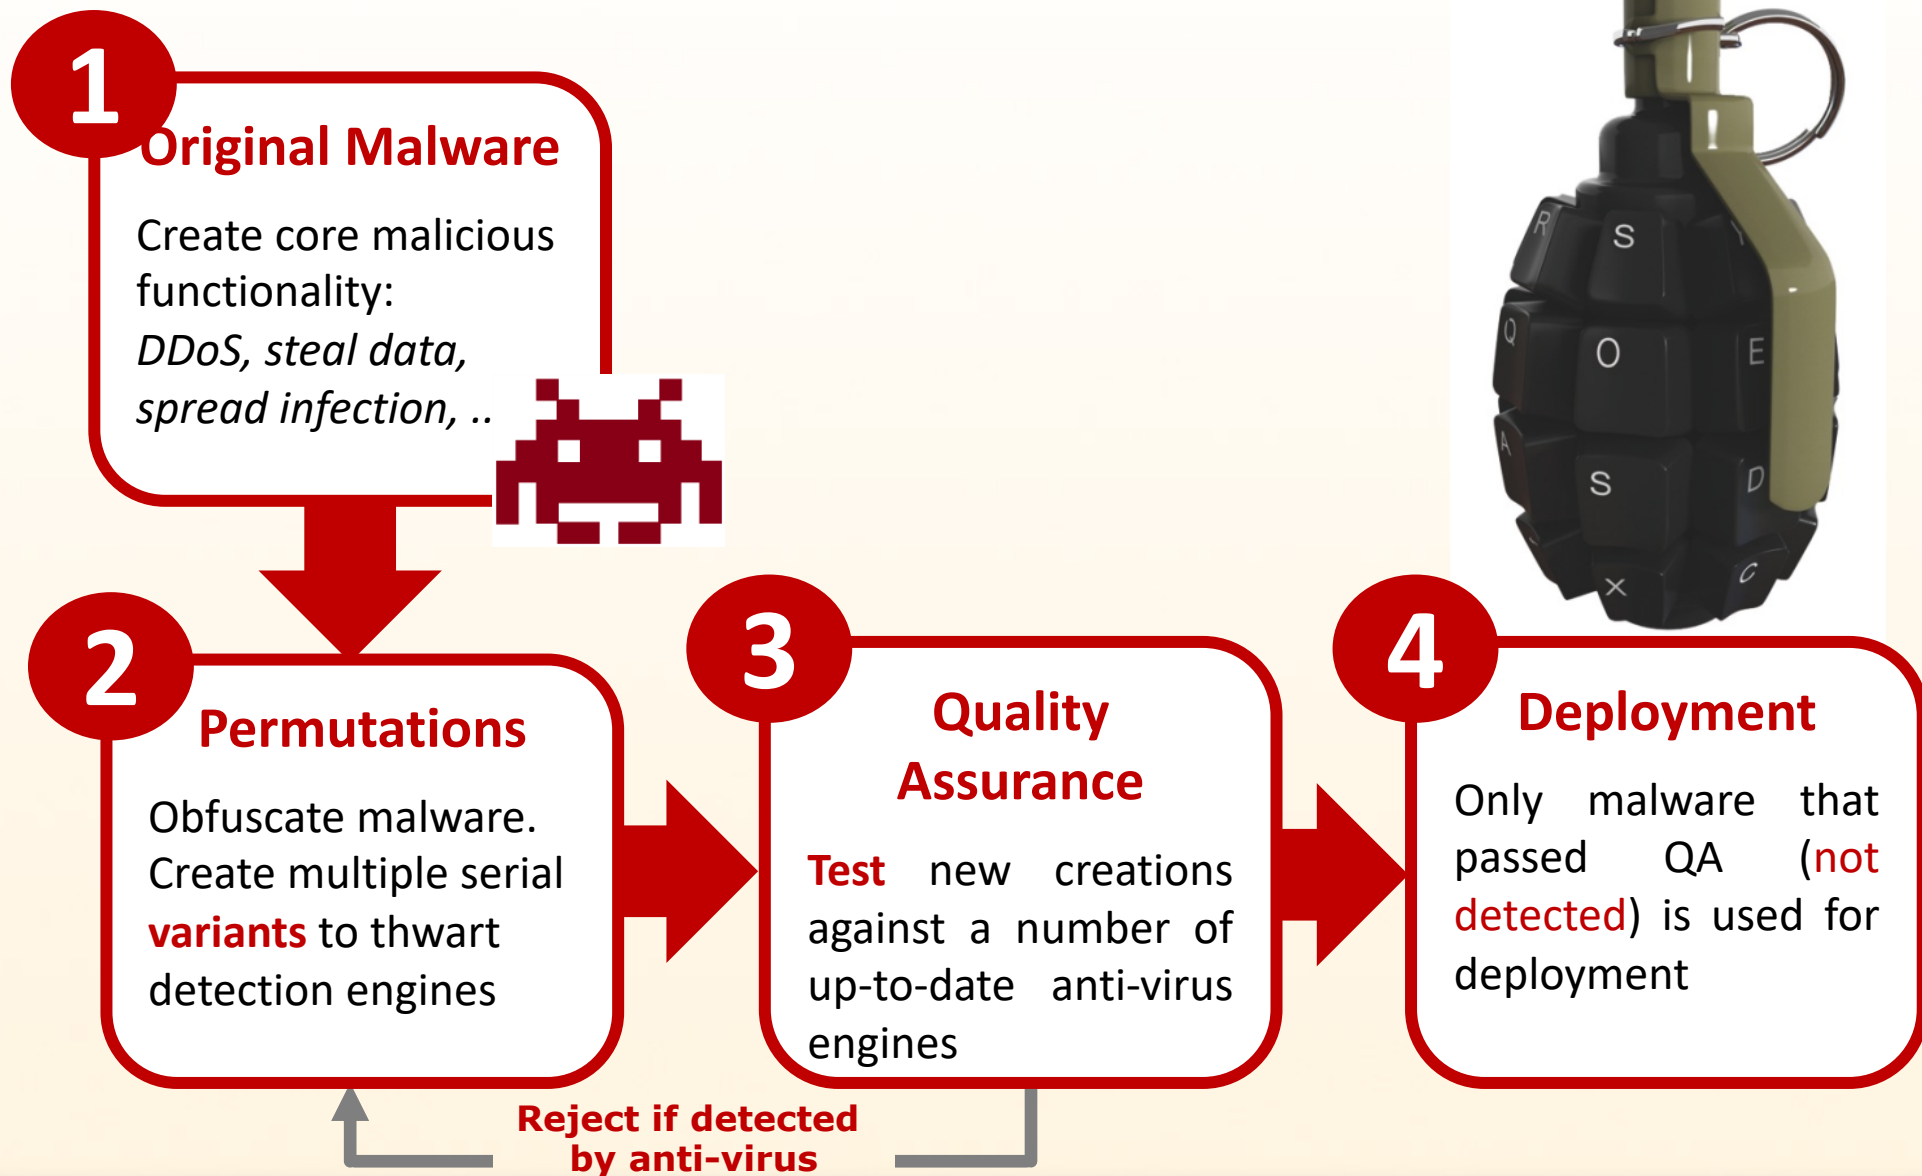 1
Original Malware
Create core malicious
functionality:
DDoS, steal data,
spread infection, ..
2
Permutations
Obfuscate malware.
Create multiple serial
variants to thwart
detection engines
3
Quality
Assurance
Test new creations
against a number of
up-to-date anti-virus
engines
4
Deployment
Only malware that
passed QA (not
detected) is used for
deployment
Reject if detected
by anti-virus
R S Y
Q O E
A S D
X C